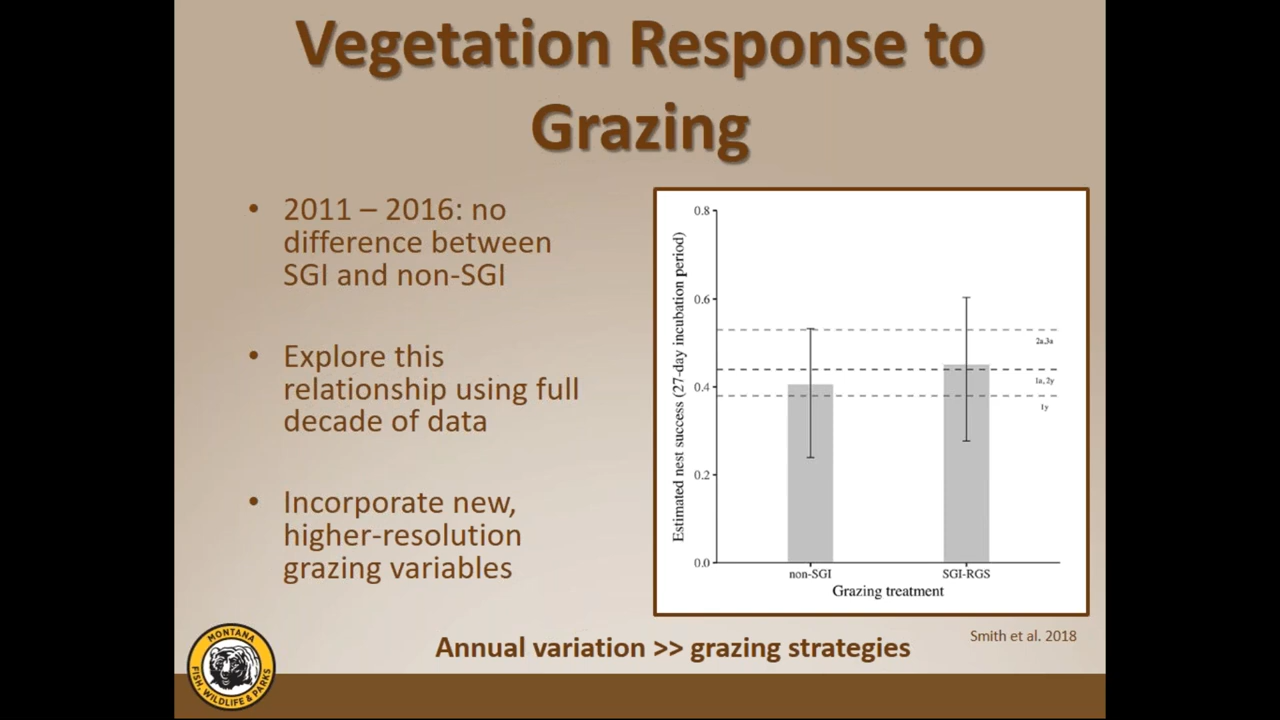 Vegetation Response to
Grazing
• 2011 – 2016: no
difference between
SGI and non-SGI
• Explore this
relationship using full
decade of data
• Incorporate new,
higher-resolution
grazing variables
Estimated nest success (27-day incubation period)
0.8
0.6
0.4
0.2
0.0
2a,3a
1a, 2y
1y
non-SGI
SGI-RGS
Grazing treatment
Smith et al. 2018
Annual variation >> grazing strategies
MONTANA
FISH, WILDLIFE & PARKS